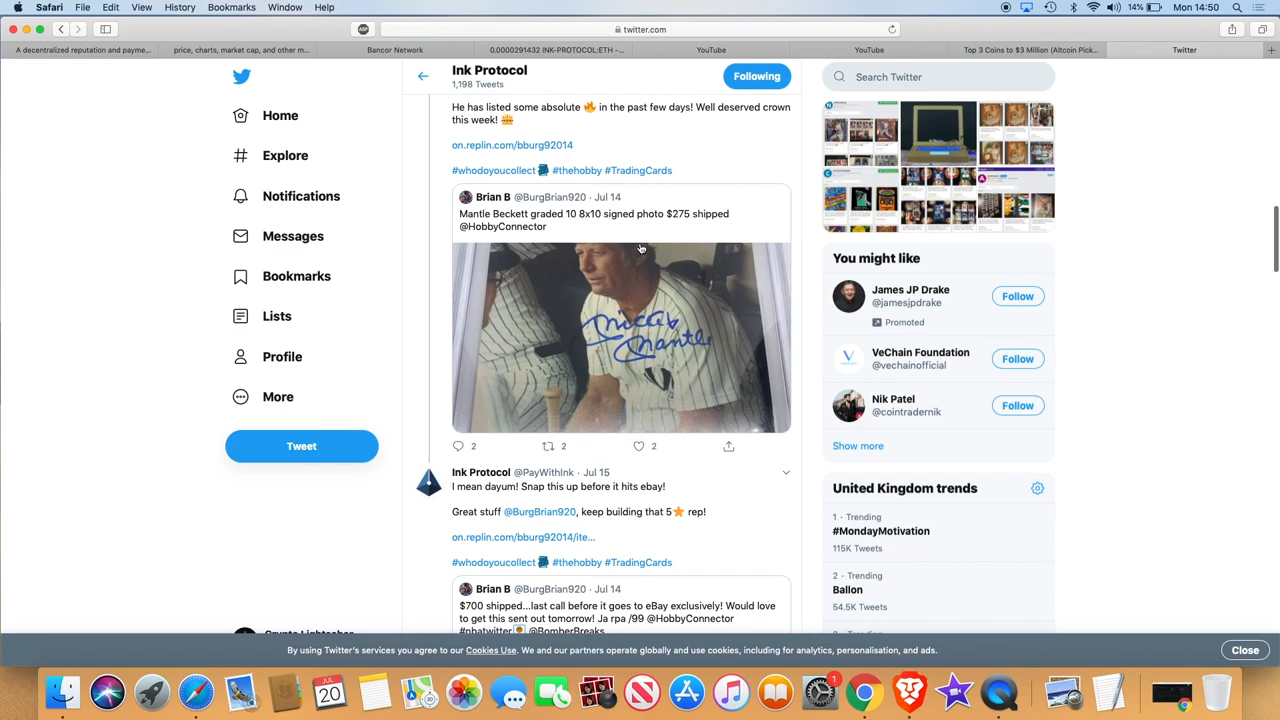 Safari File Edit View History Bookmarks Window Help 14% Mon 14:50
ABP twitter.com
A decentralized reputation and payme... price, charts, market cap, and other m... Bancor Network 0.0000291432 INK-PROTOCOL:ETH -... YouTube YouTube Top 3 Coins to $3 Million (Altcoin Pick... Twitter
Ink Protocol
1,198 Tweets
Following
Search Twitter
Home
Explore
Notifications
Messages
Bookmarks
Lists
Profile
More
Tweet
He has listed some absolute 🔥 in the past few days! Well deserved crown
this week!
on.replin.com/bburg92014
#whodoyoucollect #thehobby #TradingCards
Brian B @BurgBrian920 · Jul 14
Mantle Beckett graded 10 8x10 signed photo $275 shipped
@HobbyConnector
Mickey Mantle
2 2 2
Ink Protocol @PayWithInk · Jul 15
I mean dayum! Snap this up before it hits ebay!
Great stuff @BurgBrian920, keep building that 5⭐ rep!
on.replin.com/bburg92014/ite...
#whodoyoucollect #thehobby #TradingCards
Brian B @BurgBrian920 · Jul 14
$700 shipped...last call before it goes to eBay exclusively! Would love
to get this sent out tomorrow! Ja rpa /99 @HobbyConnector
#nbatwitter @BomberBreaks
You might like
James JP Drake
@jamesjpdrake
Follow
Promoted
VeChain Foundation
@vechainofficial
Follow
Nik Patel
@cointradernik
Follow
Show more
United Kingdom trends
1 · Trending
#MondayMotivation
115K Tweets
2 · Trending
Ballon
54.5K Tweets
Crypto Lightsaber
By using Twitter's services you agree to our Cookies Use. We and our partners operate globally and use cookies, including for analytics, personalisation, and ads.
Close
JUL
20
1